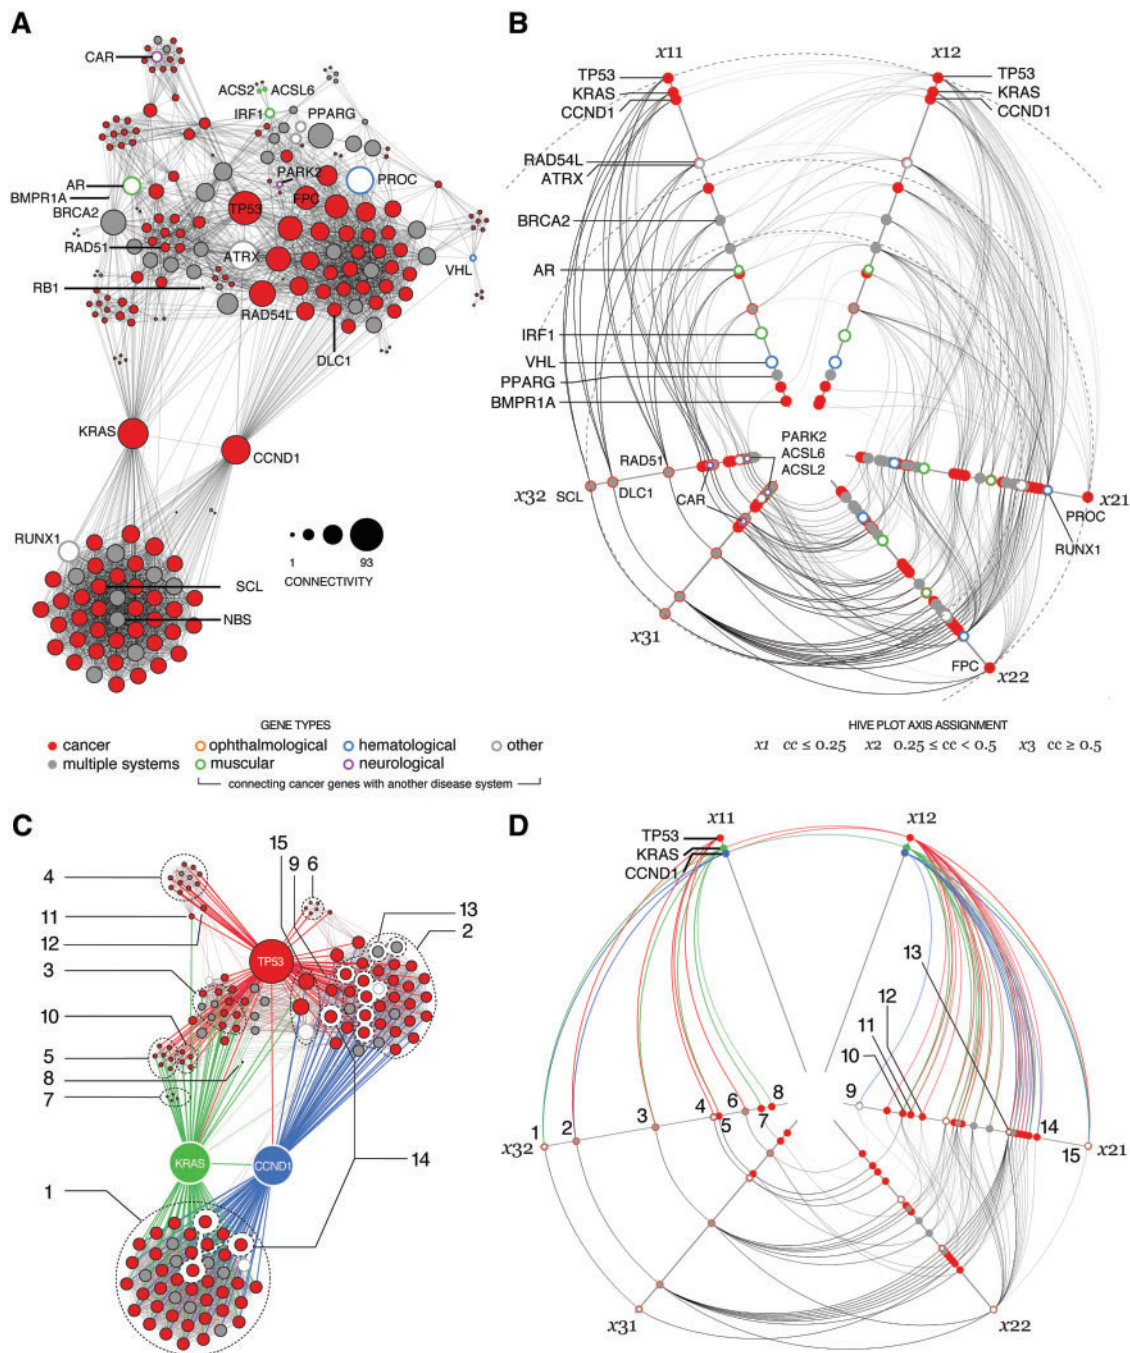 A
CAR
ACS2
ACSL6
IRF1
PPARG
PARK2
PROC
FPC
AR
BMPR1A
BRCA2
TP53
RAD51
ATRX
VHL
RB1
RAD54L
DLC1
KRAS
CCND1
RUNX1
SCL
NBS
1 93
CONNECTIVITY
B
x11
x12
TP53
KRAS
CCND1
TP53
KRAS
CCND1
RAD54L
ATRX
BRCA2
AR
IRF1
VHL
PPARG
BMPR1A
PARK2
ACSL6
ACSL2
RAD51
x32
SCL
DLC1
CAR
x21
PROC
RUNX1
x31
FPC
x22
GENE TYPES
cancer
ophthalmological
hematological
other
multiple systems
muscular
neurological
connecting cancer genes with another disease system
HIVE PLOT AXIS ASSIGNMENT
x1 cc ≤ 0.25 x2 0.25 ≤ cc < 0.5 x3 cc ≥ 0.5
C
15
9
6
4
13
2
11
12
TP53
3
10
5
8
7
KRAS
CCND1
14
1
D
x11
x12
TP53
KRAS
CCND1
13
12
11
10
9
8
7
6
5
4
3
2
1
x32
14
15
x21
x31
x22